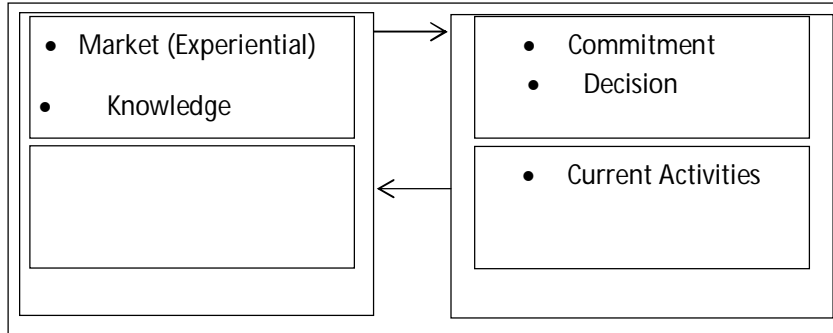 • Market (Experiential)
• Knowledge
• Commitment
• Decision
• Current Activities